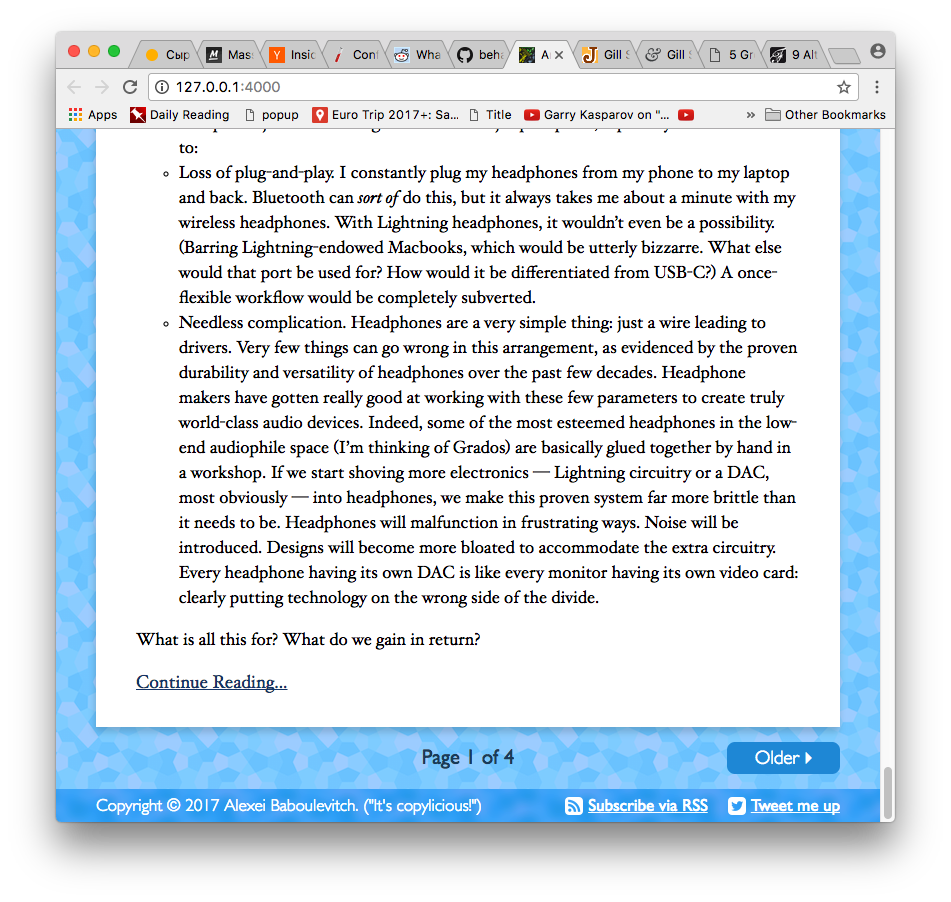 Сыр Mas Insic Conf Wha beha A Gill S Gill S 5 Gr 9 Alt
127.0.0.1:4000
Apps Daily Reading popup Euro Trip 2017+: Sa... Title Garry Kasparov on "... » Other Bookmarks
to:
Loss of plug-and-play. I constantly plug my headphones from my phone to my laptop
and back. Bluetooth can sort of do this, but it always takes me about a minute with my
wireless headphones. With Lightning headphones, it wouldn’t even be a possibility.
(Barring Lightning-endowed Macbooks, which would be utterly bizzarre. What else
would that port be used for? How would it be differentiated from USB-C?) A once-
flexible workflow would be completely subverted.
Needless complication. Headphones are a very simple thing: just a wire leading to
drivers. Very few things can go wrong in this arrangement, as evidenced by the proven
durability and versatility of headphones over the past few decades. Headphone
makers have gotten really good at working with these few parameters to create truly
world-class audio devices. Indeed, some of the most esteemed headphones in the low-
end audiophile space (I’m thinking of Grados) are basically glued together by hand in
a workshop. If we start shoving more electronics — Lightning circuitry or a DAC,
most obviously — into headphones, we make this proven system far more brittle than
it needs to be. Headphones will malfunction in frustrating ways. Noise will be
introduced. Designs will become more bloated to accommodate the extra circuitry.
Every headphone having its own DAC is like every monitor having its own video card:
clearly putting technology on the wrong side of the divide.
What is all this for? What do we gain in return?
Continue Reading...
Page 1 of 4
Older
Copyright © 2017 Alexei Baboulevitch. ("It's copylicious!") Subscribe via RSS Tweet me up